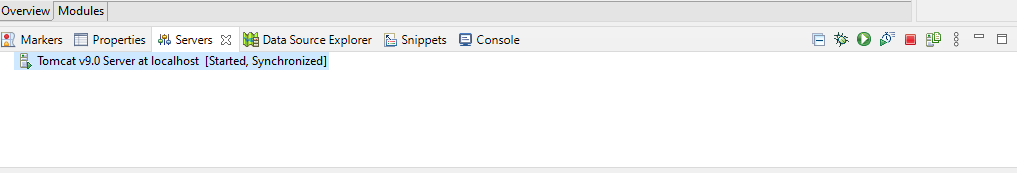 Overview Modules
Markers Properties Servers Data Source Explorer Snippets Console
Tomcat v9.0 Server at localhost [Started, Synchronized]